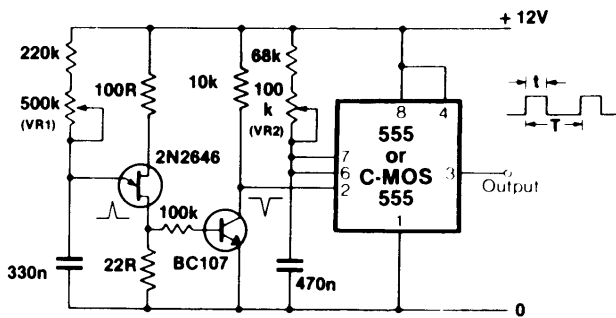 + 12V
220k
500k
(VR1)
100R
10k
68k
100
k
(VR2)
8
4
555
or
C-MOS
555
7
6
2
3
1
Output
t
T
2N2646
100k
BC107
22R
330n
470n
0